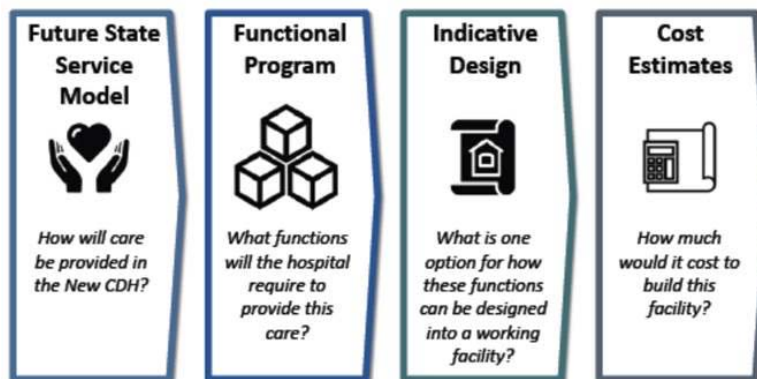 Future State
Service
Model
How will care
be provided in
the New CDH?
Functional
Program
What functions
will the hospital
require to
provide this
care?
Indicative
Design
What is one
option for how
these functions
can be designed
into a working
facility?
Cost
Estimates
How much
would it cost to
build this
facility?